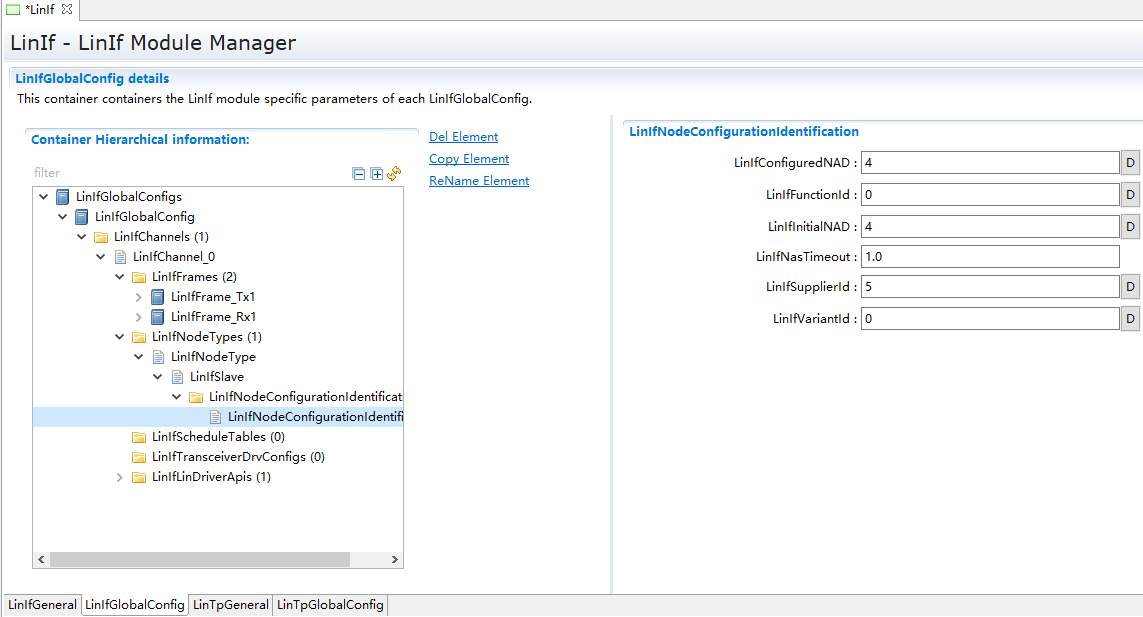 *LinIf
LinIf - LinIf Module Manager
LinIfGlobalConfig details
This container containers the LinIf module specific parameters of each LinIfGlobalConfig.
Container Hierarchical information:
filter
LinIfGlobalConfigs
LinIfGlobalConfig
LinIfChannels (1)
LinIfChannel_0
LinIfFrames (2)
LinIfFrame_Tx1
LinIfFrame_Rx1
LinIfNodeTypes (1)
LinIfNodeType
LinIfSlave
LinIfNodeConfigurationIdentificat
LinIfNodeConfigurationIdentifi
LinIfScheduleTables (0)
LinIfTransceiverDrvConfigs (0)
LinIfLinDriverApis (1)
Del Element
Copy Element
ReName Element
LinIfNodeConfigurationIdentification
LinIfConfiguredNAD : 4 D
LinIfFunctionId : 0 D
LinIfInitialNAD : 4 D
LinIfNasTimeout : 1.0
LinIfSupplierId : 5 D
LinIfVariantId : 0 D
LinIfGeneral LinIfGlobalConfig LinTpGeneral LinTpGlobalConfig